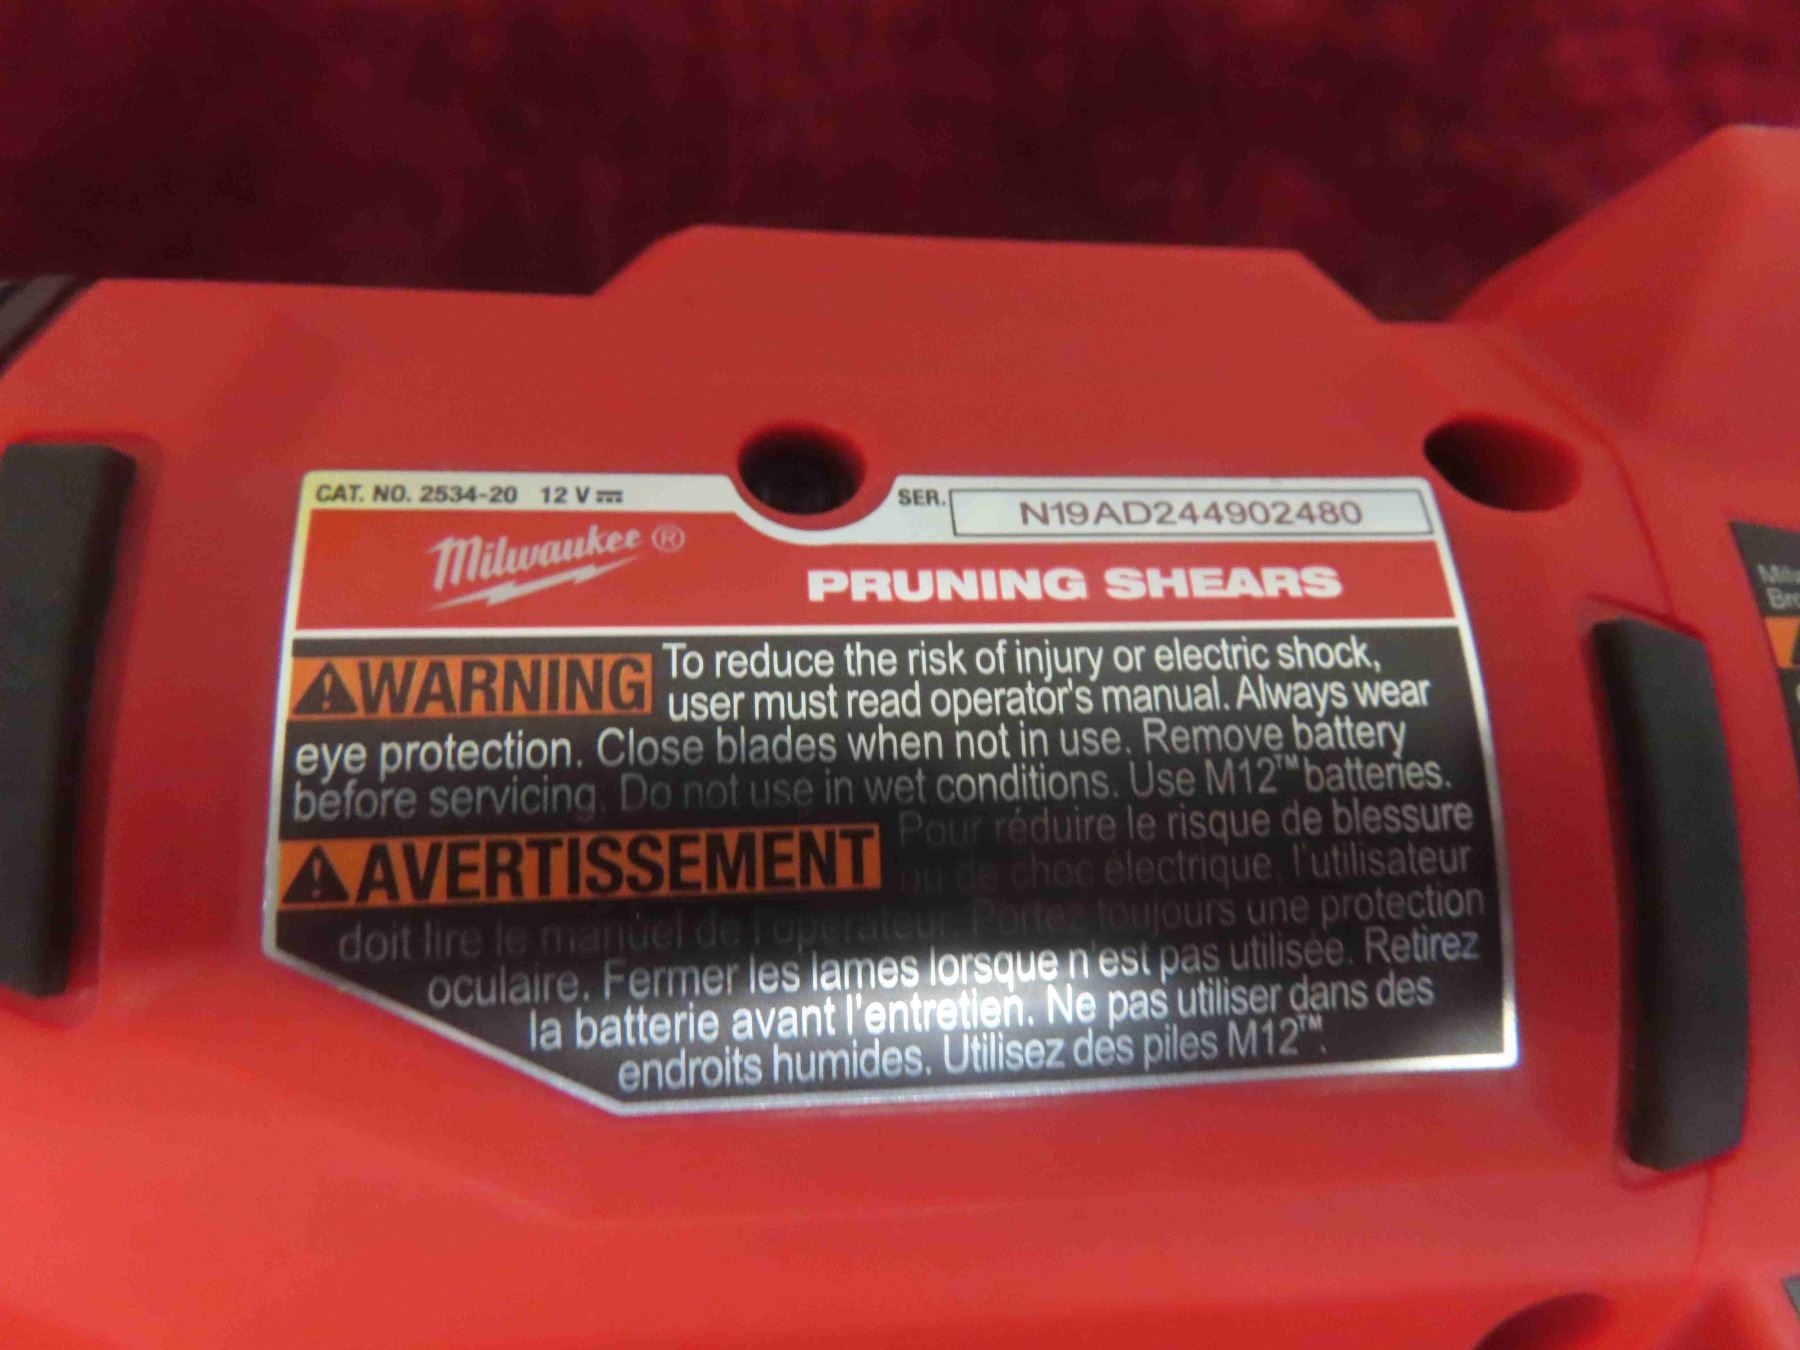 CAT. NO. 2534-20 12 V
SER. N19AD244902480
Milwaukee ®
PRUNING SHEARS
WARNING To reduce the risk of injury or electric shock,
user must read operator's manual. Always wear
eye protection. Close blades when not in use. Remove battery
before servicing. Do not use in wet conditions. Use M12™ batteries.
AVERTISSEMENT Pour réduire le risque de blessure
ou de choc électrique, l'utilisateur
doit lire le manuel de l'opérateur. Portez toujours une protection
oculaire. Fermer les lames lorsque n'est pas utilisée. Retirez
la batterie avant l'entretien. Ne pas utiliser dans des
endroits humides. Utilisez des piles M12™.